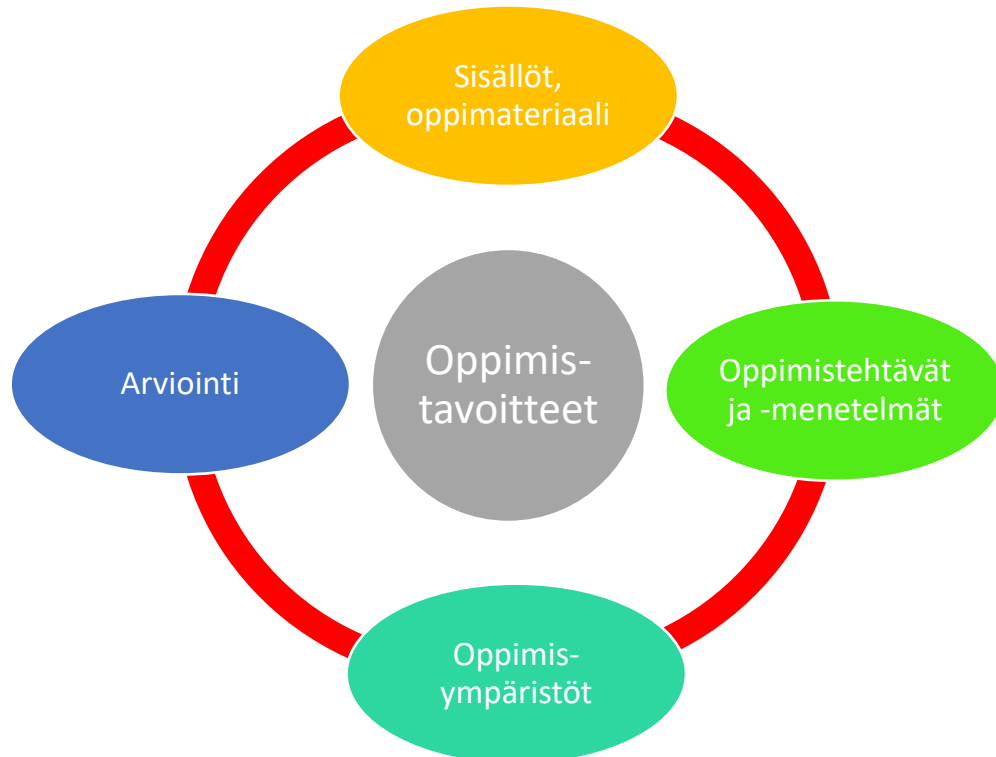 Sisällöt,
oppimateriaali
Arviointi
Oppimis-
tavoitteet
Oppimistehtävät
ja -menetelmät
Oppimis-
ympäristöt